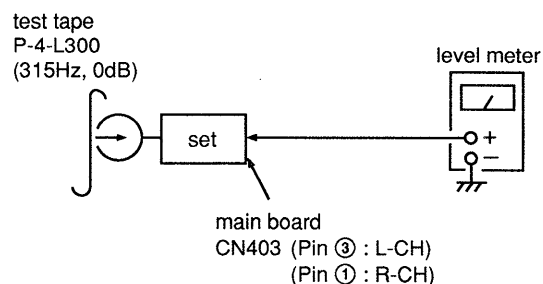 test tape
P-4-L300
(315Hz, 0dB)
level meter
set
+
−
main board
CN403 (Pin ③ : L-CH)
(Pin ① : R-CH)